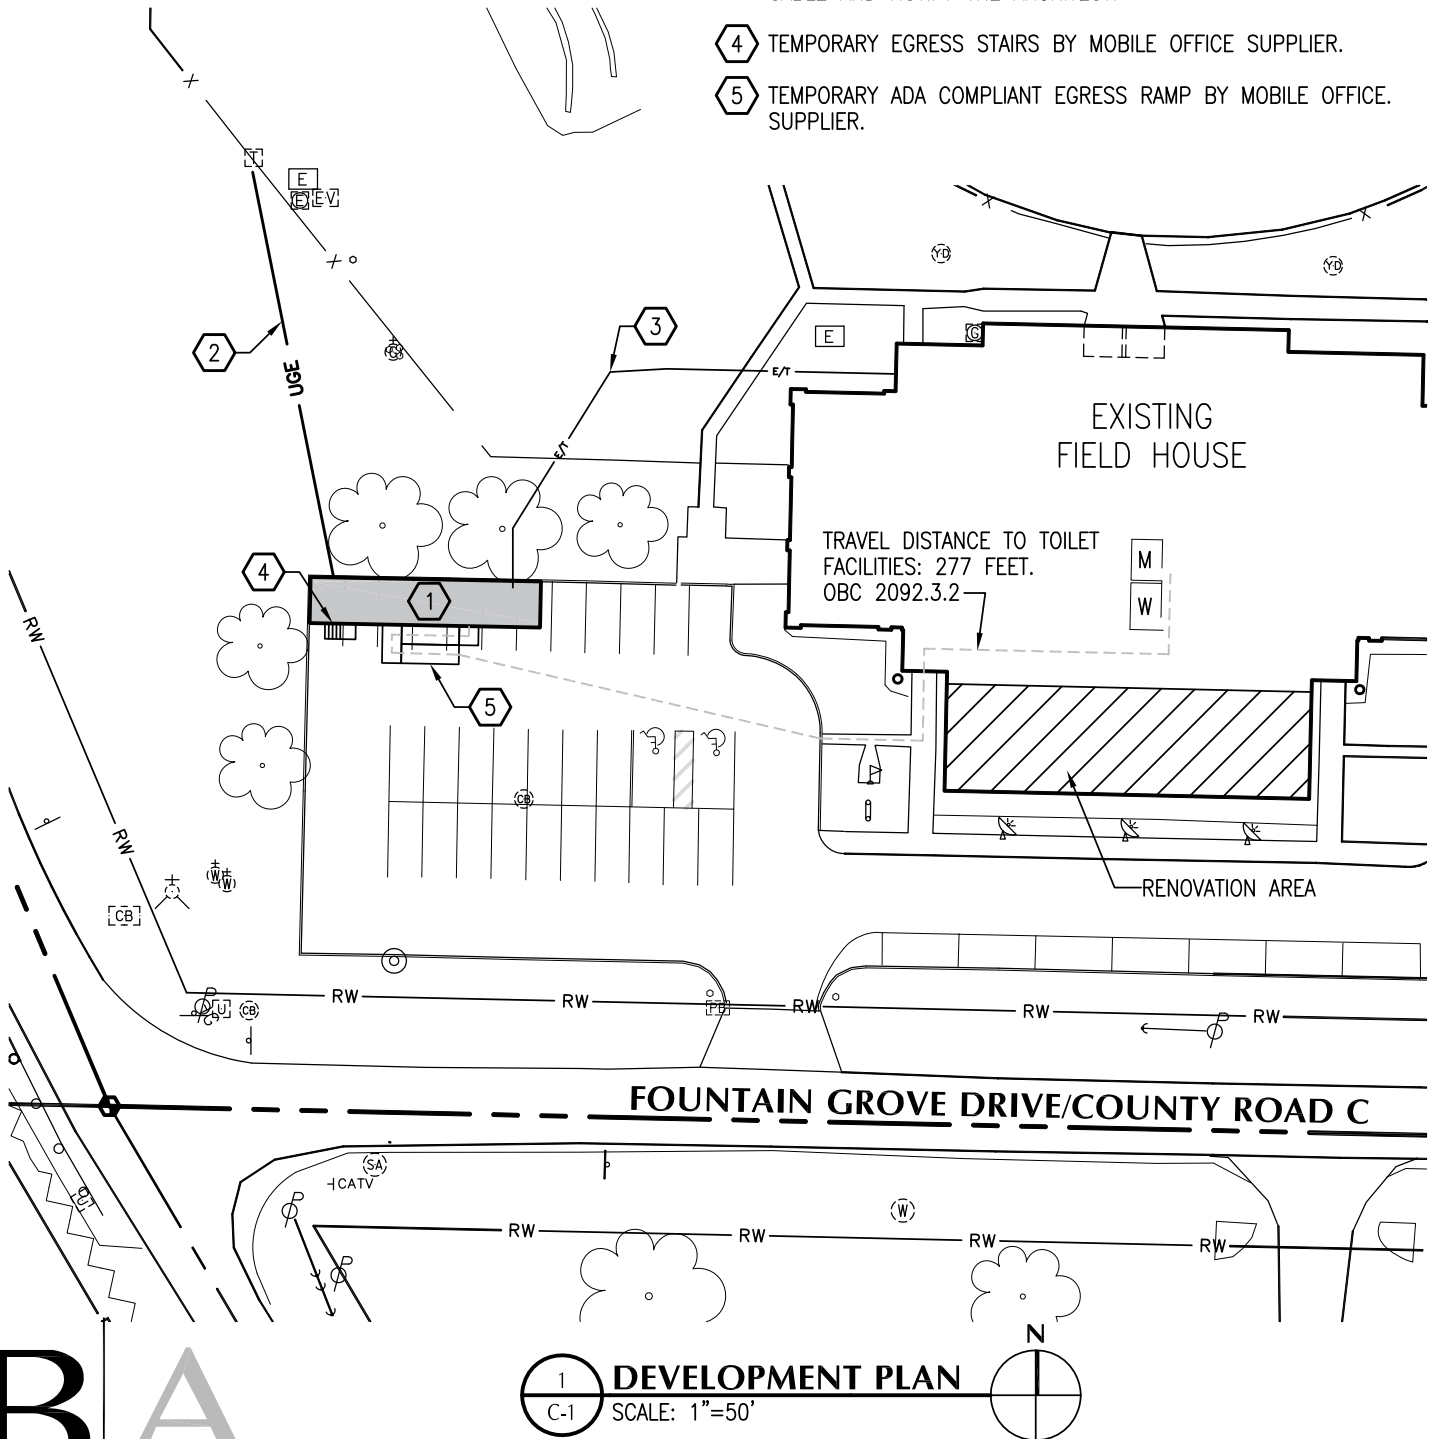 4 TEMPORARY EGRESS STAIRS BY MOBILE OFFICE SUPPLIER.
5 TEMPORARY ADA COMPLIANT EGRESS RAMP BY MOBILE OFFICE.
SUPPLIER.
T
E
E EV
YD
YD
2
UGE
3
E
G
E/T
E/T
EXISTING
FIELD HOUSE
TRAVEL DISTANCE TO TOILET
FACILITIES: 277 FEET.
OBC 2092.3.2
M
W
4
1
5
RW
RW
CB
W
W
CB
RENOVATION AREA
U
CB
RW
RW
PB
RW
RW
RW
FOUNTAIN GROVE DRIVE/COUNTY ROAD C
SA
CATV
U
W
RW
RW
RW
RW
N
1
C-1
DEVELOPMENT PLAN
SCALE: 1"=50'
B A